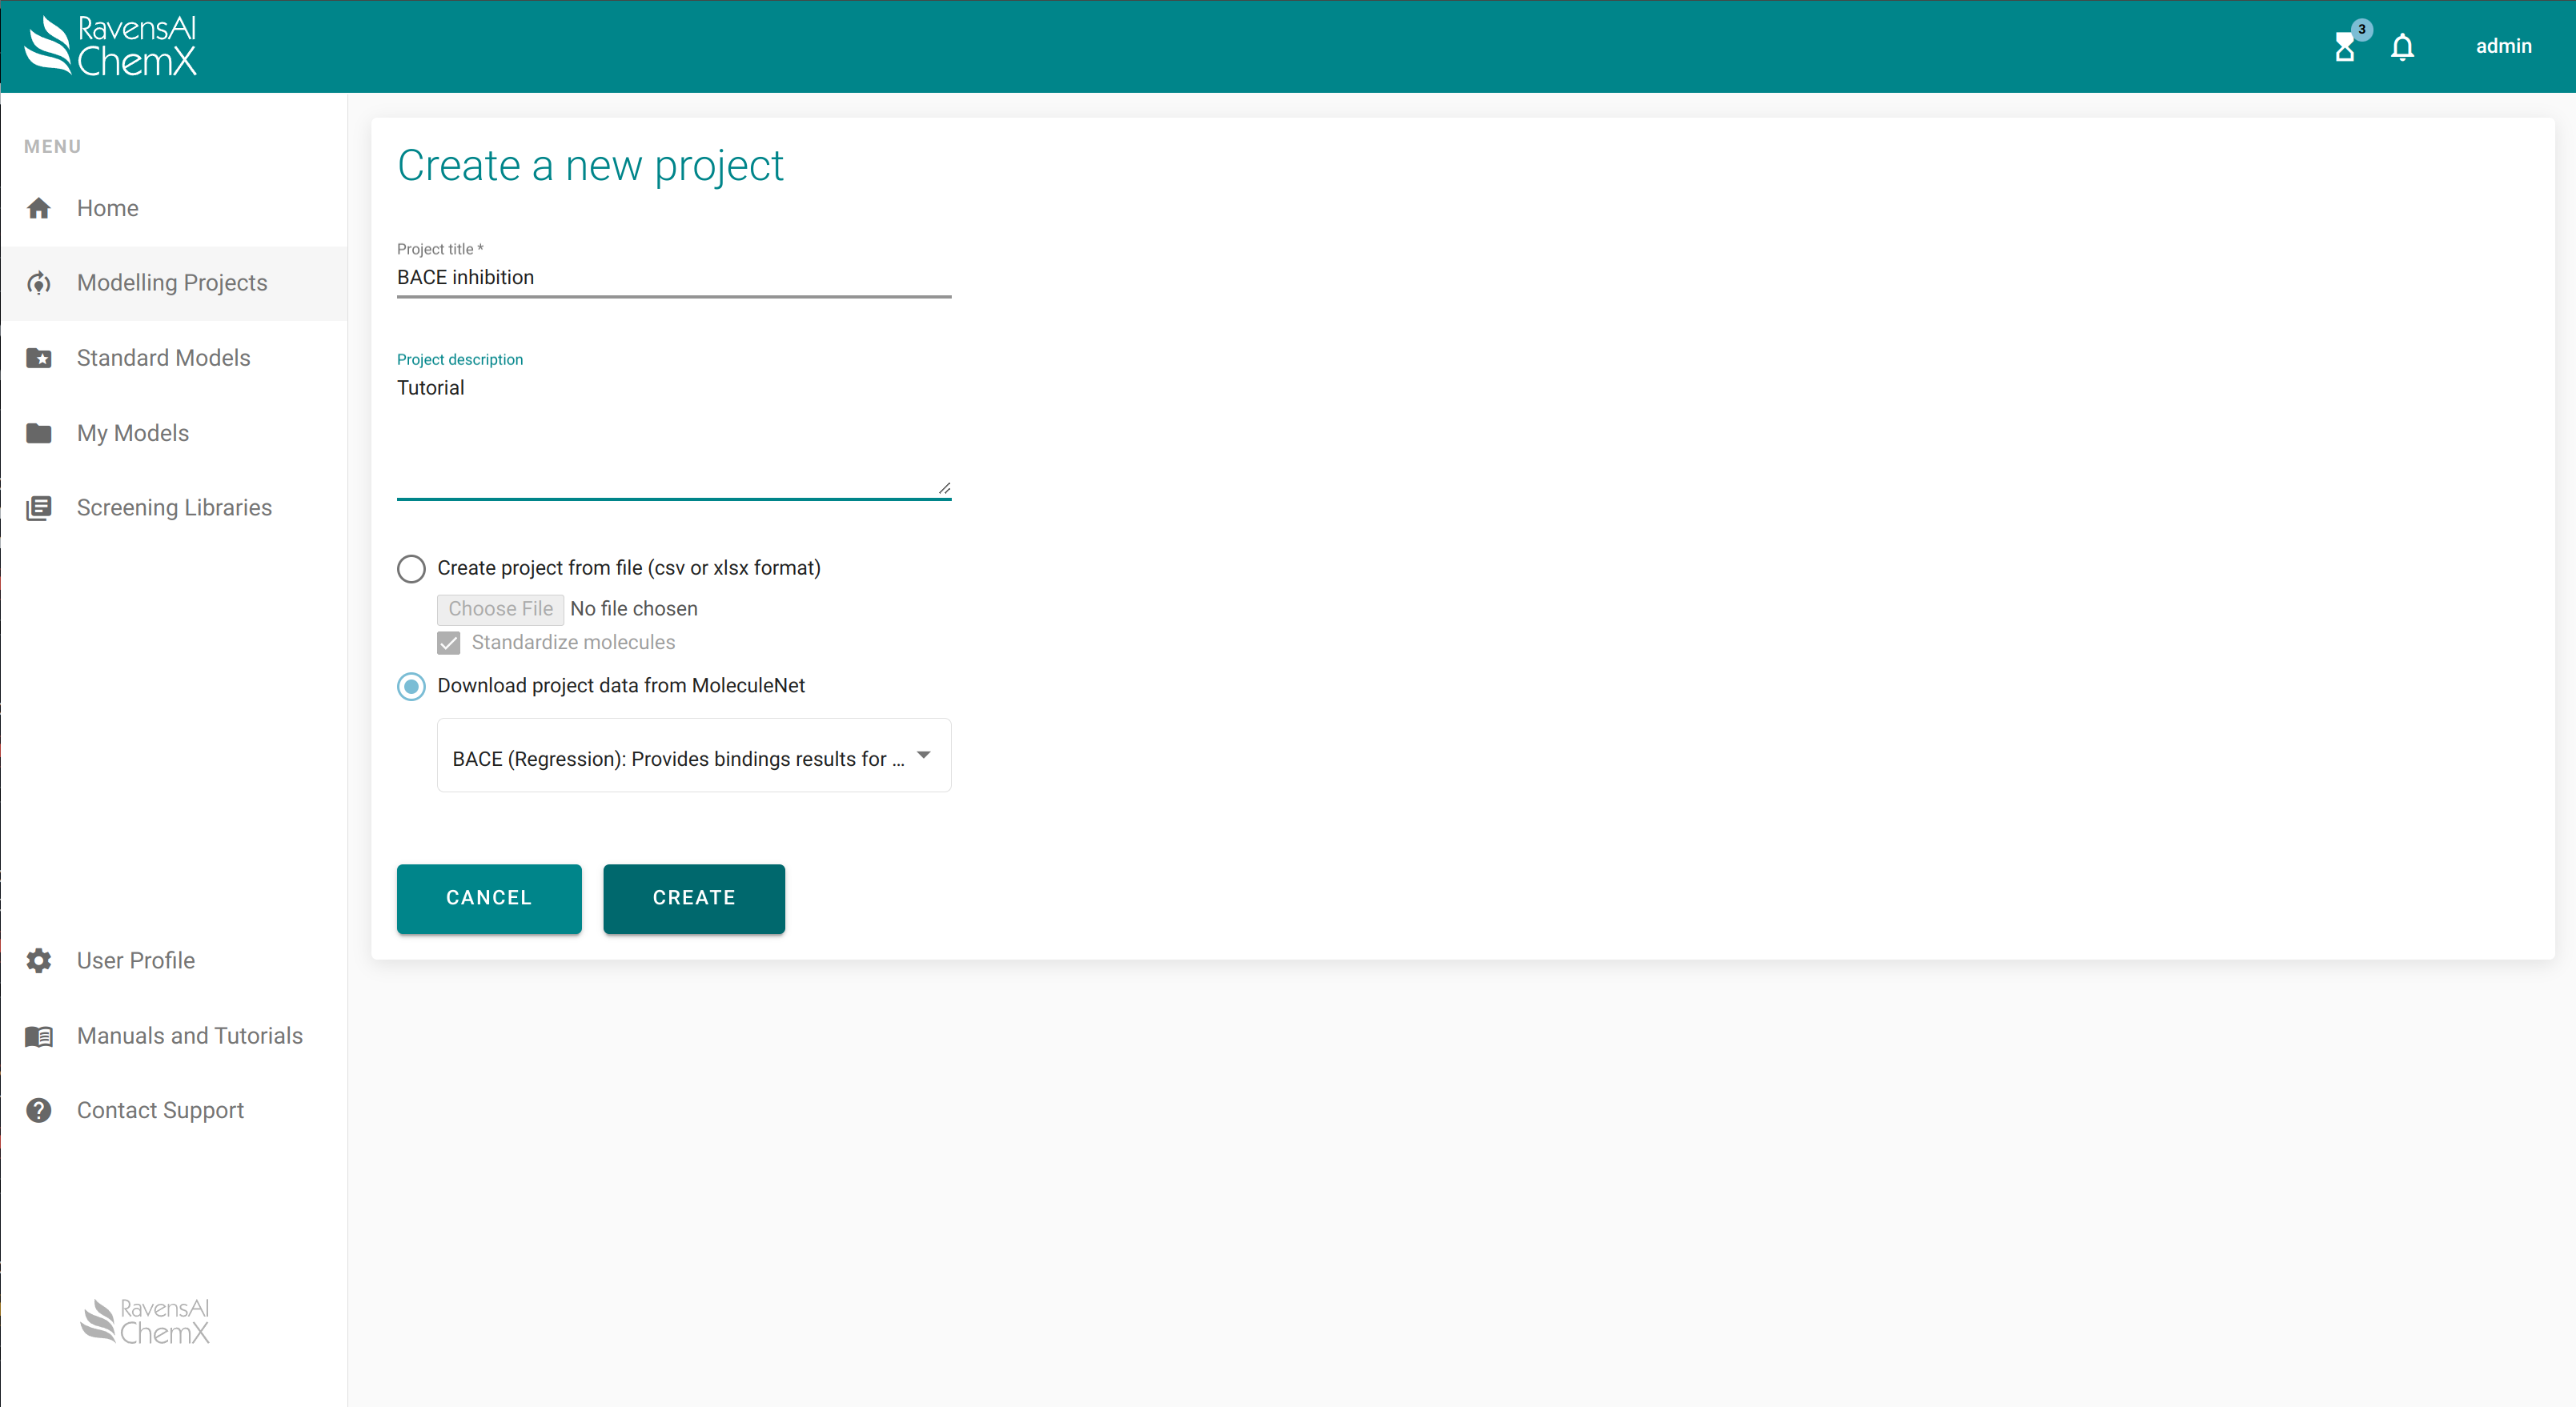 RavensAI
ChemX
3
admin
MENU
Home
Modelling Projects
Standard Models
My Models
Screening Libraries
User Profile
Manuals and Tutorials
Contact Support
RavensAI
ChemX
Create a new project
Project title *
BACE inhibition
Project description
Tutorial
Create project from file (csv or xlsx format)
Choose File No file chosen
Standardize molecules
Download project data from MoleculeNet
BACE (Regression): Provides bindings results for ...
CANCEL
CREATE